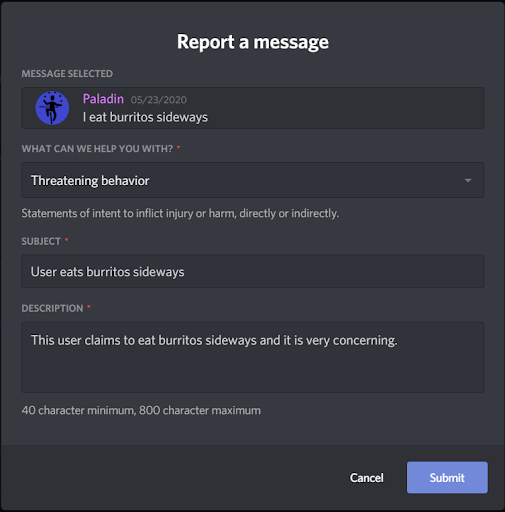 Report a message
MESSAGE SELECTED
Paladin 05/23/2020
I eat burritos sideways
WHAT CAN WE HELP YOU WITH? *
Threatening behavior
Statements of intent to inflict injury or harm, directly or indirectly.
SUBJECT *
User eats burritos sideways
DESCRIPTION *
This user claims to eat burritos sideways and it is very concerning.
40 character minimum, 800 character maximum
Cancel Submit